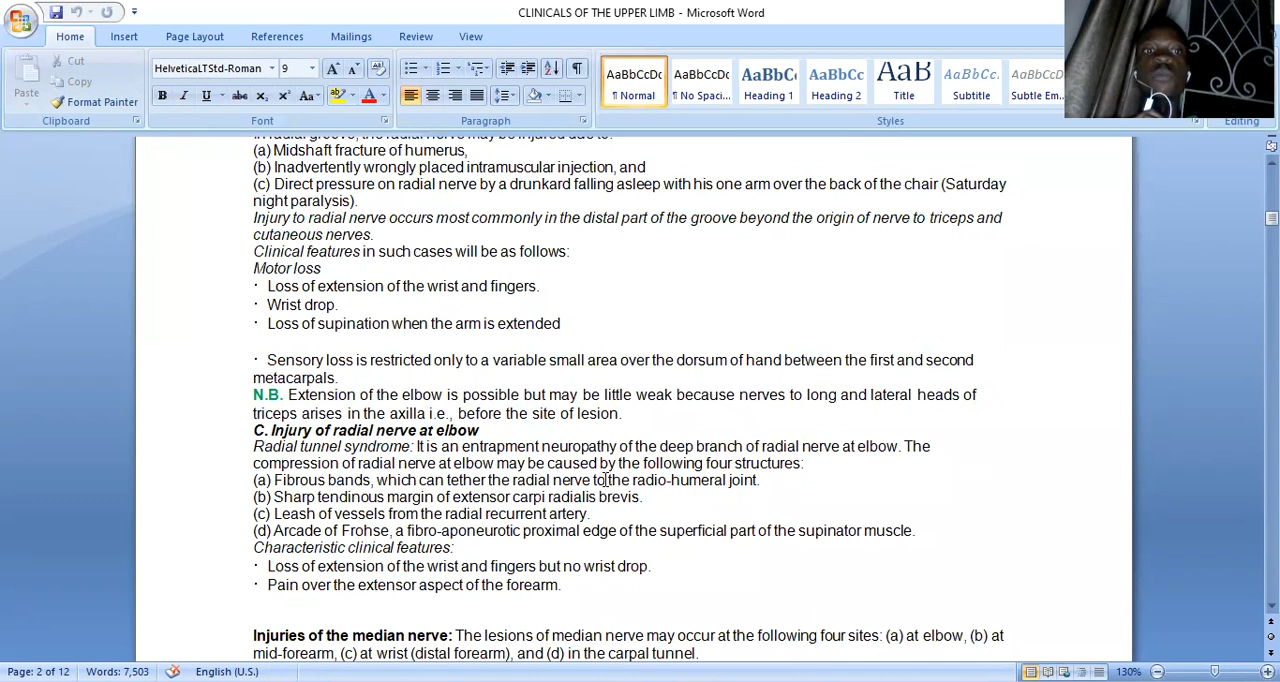 CLINICALS OF THE UPPER LIMB - Microsoft Word
Home Insert Page Layout References Mailings Review View
Paste
Cut
Copy
Format Painter
Clipboard
HelveticaLTStd-Roman 9
Font
Paragraph
AaBbCcDc AaBbCcDc AaBbCc AaBbCc AaB AaBbCc. AaBbCcDc
¶ Normal ¶ No Spaci... Heading 1 Heading 2 Title Subtitle Subtle Em...
Styles
Editing
In radial groove, the radial nerve may be injured due to:
(a) Midshaft fracture of humerus,
(b) Inadvertently wrongly placed intramuscular injection, and
(c) Direct pressure on radial nerve by a drunkard falling asleep with his one arm over the back of the chair (Saturday
night paralysis).
Injury to radial nerve occurs most commonly in the distal part of the groove beyond the origin of nerve to triceps and
cutaneous nerves.
Clinical features in such cases will be as follows:
Motor loss
· Loss of extension of the wrist and fingers.
· Wrist drop.
· Loss of supination when the arm is extended
· Sensory loss is restricted only to a variable small area over the dorsum of hand between the first and second
metacarpals.
N.B. Extension of the elbow is possible but may be little weak because nerves to long and lateral heads of
triceps arises in the axilla i.e., before the site of lesion.
C. Injury of radial nerve at elbow
Radial tunnel syndrome: It is an entrapment neuropathy of the deep branch of radial nerve at elbow. The
compression of radial nerve at elbow may be caused by the following four structures:
(a) Fibrous bands, which can tether the radial nerve to the radio-humeral joint.
(b) Sharp tendinous margin of extensor carpi radialis brevis.
(c) Leash of vessels from the radial recurrent artery.
(d) Arcade of Frohse, a fibro-aponeurotic proximal edge of the superficial part of the supinator muscle.
Characteristic clinical features:
· Loss of extension of the wrist and fingers but no wrist drop.
· Pain over the extensor aspect of the forearm.
Injuries of the median nerve: The lesions of median nerve may occur at the following four sites: (a) at elbow, (b) at
mid-forearm, (c) at wrist (distal forearm), and (d) in the carpal tunnel.
Page: 2 of 12 Words: 7,503 English (U.S.) 130%